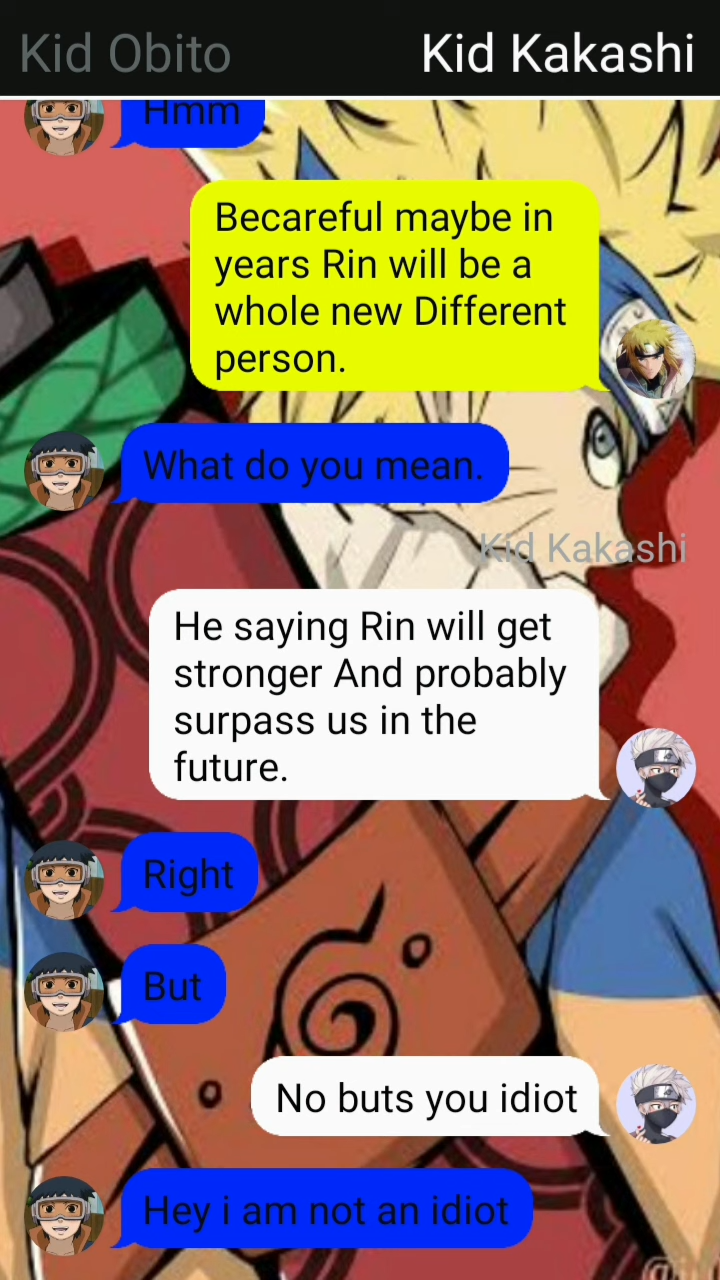 Kid Obito
Kid Kakashi
Hmm
Becareful maybe in
years Rin will be a
whole new Different
person.
What do you mean.
Kid Kakashi
He saying Rin will get
stronger And probably
surpass us in the
future.
Right
But
No buts you idiot
Hey i am not an idiot